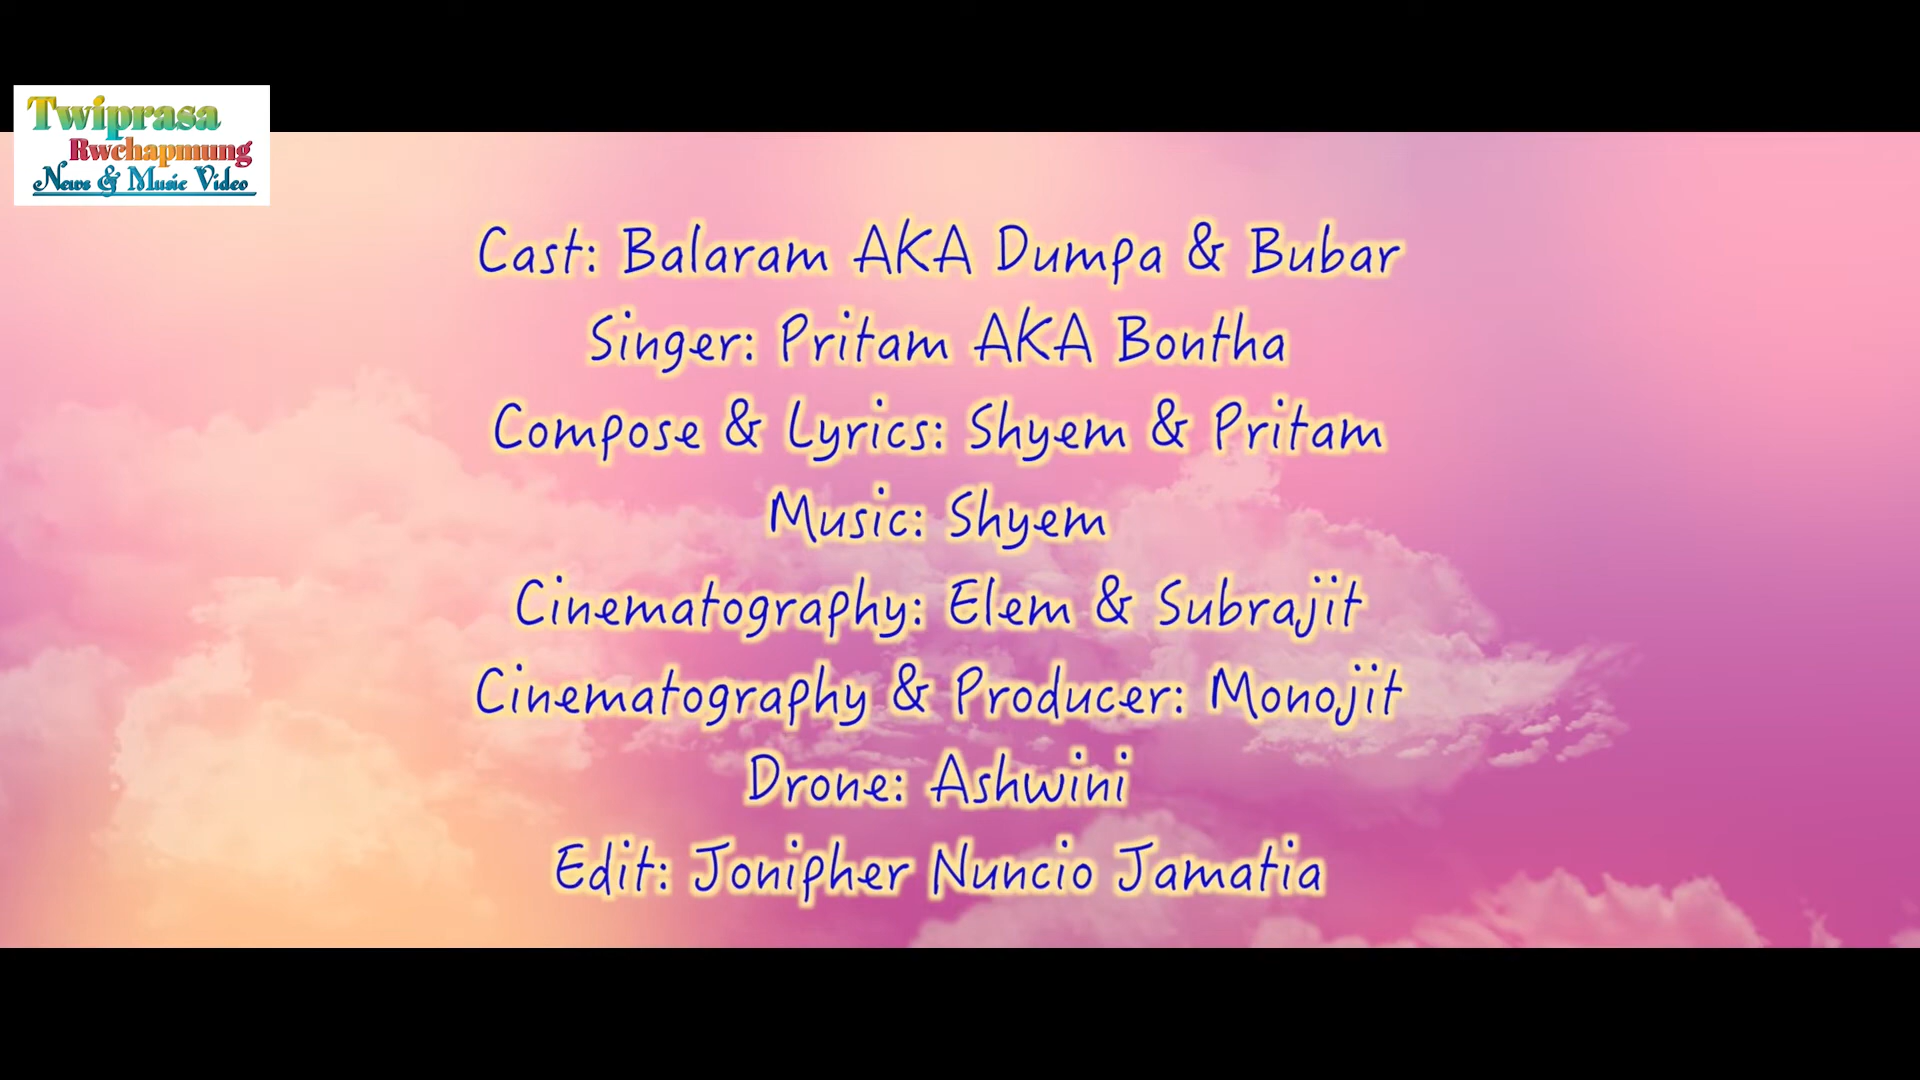 Twiprasa
Rwchapmung
News & Music Video
Cast: Balaram AKA Dumpa & Bubar
Singer: Pritam AKA Bontha
Compose & Lyrics: Shyem & Pritam
Music: Shyem
Cinematography: Elem & Subrajit
Cinematography & Producer: Monojit
Drone: Ashwini
Edit: Jonipher Nuncio Jamatia